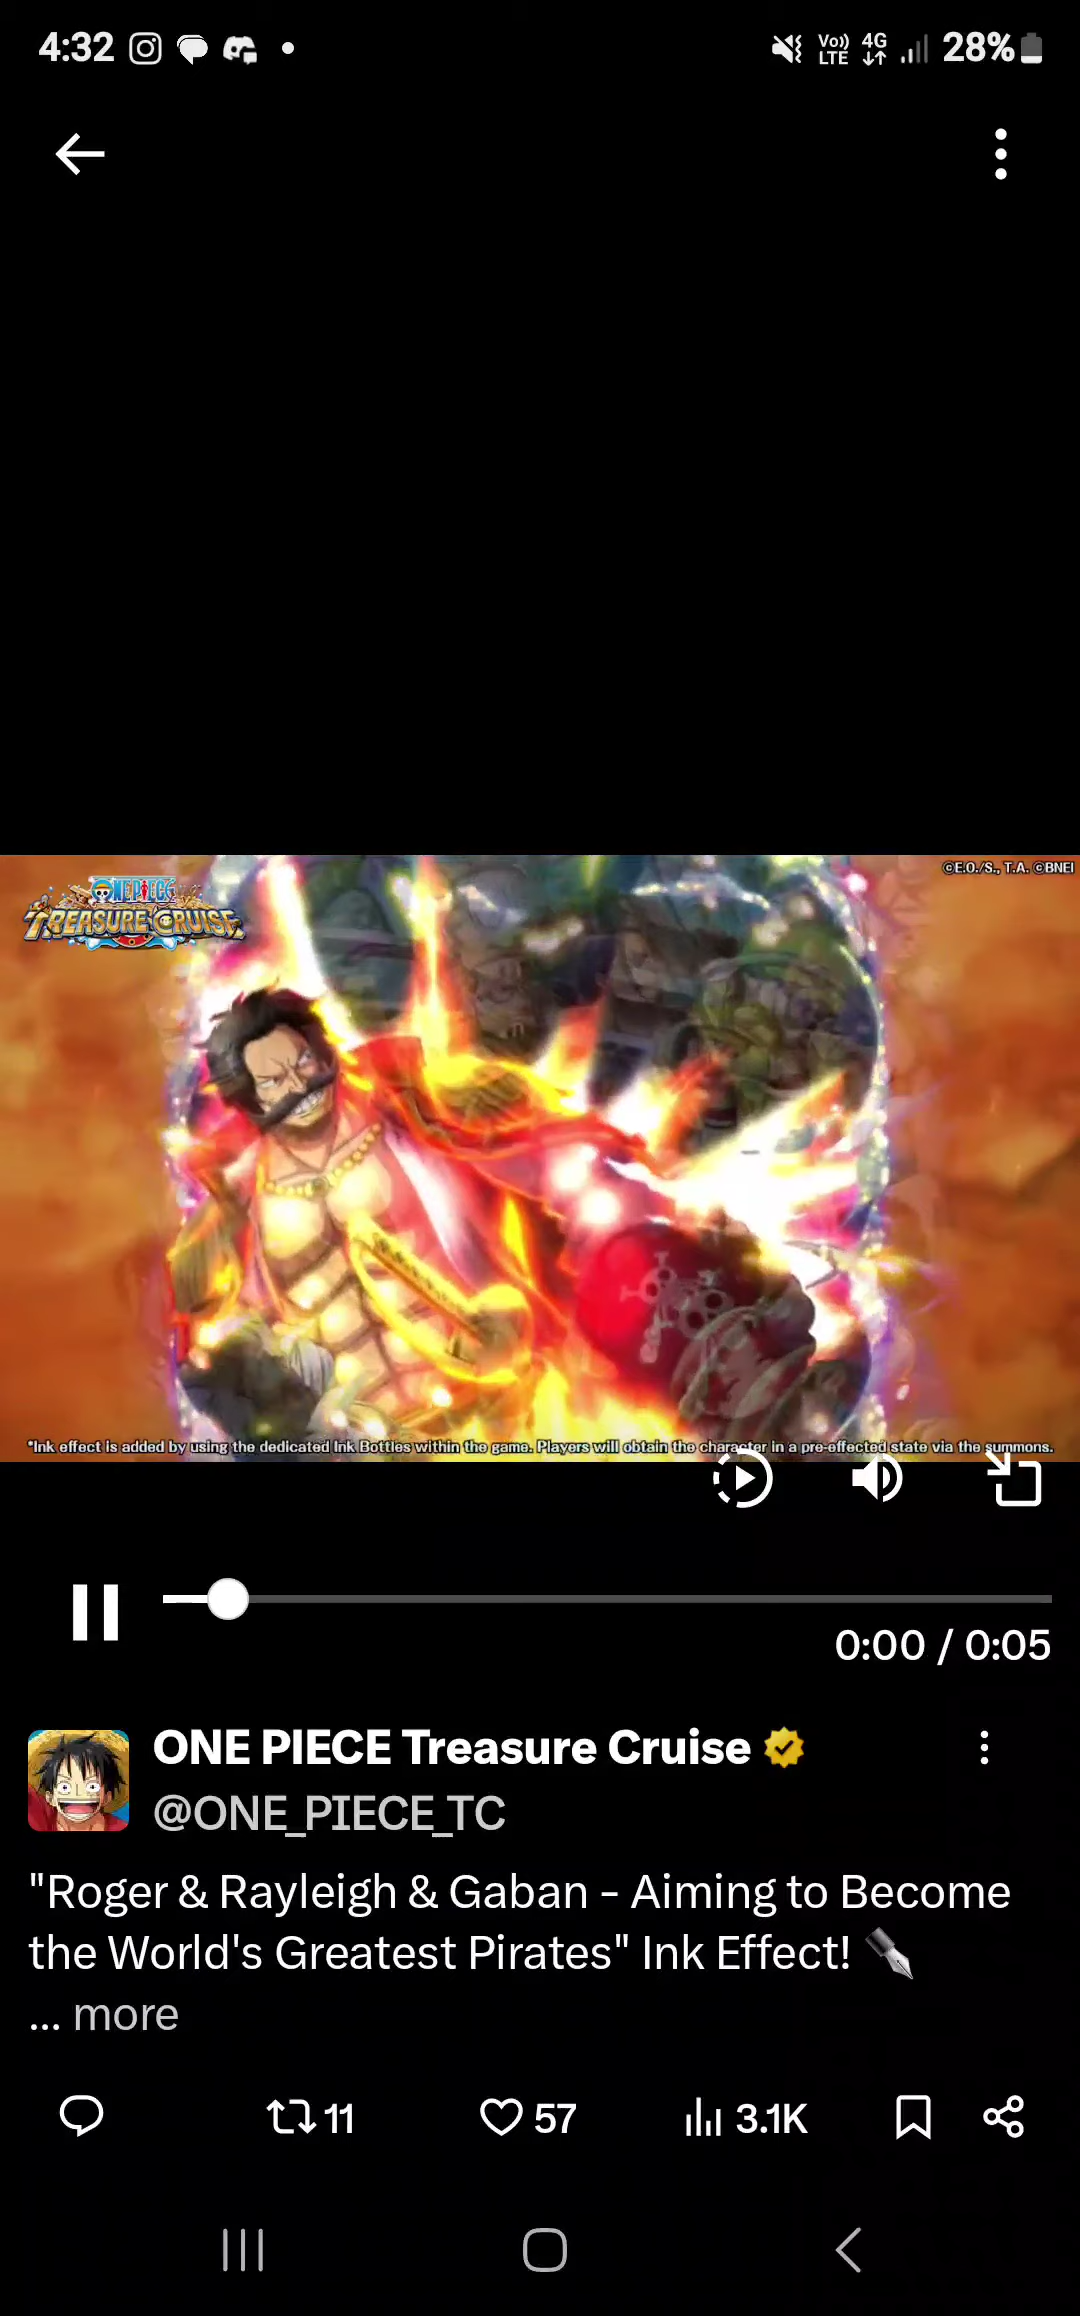 4:32
Vo)) LTE 4G 28%
©E.O./S., T.A. ©BNEI
ONE PIECE
TREASURE CRUISE
*Ink effect is added by using the dedicated Ink Bottles within the game. Players will obtain the character in a pre-effected state via the summons.
0:00 / 0:05
ONE PIECE Treasure Cruise
@ONE_PIECE_TC
"Roger & Rayleigh & Gaban - Aiming to Become
the World's Greatest Pirates" Ink Effect!
... more
11 57 3.1K